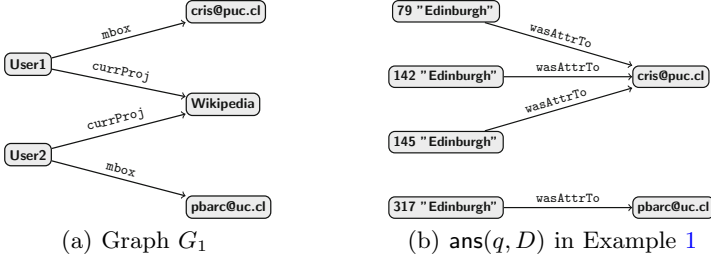 cris@puc.cl
mbox
User1
currProj
Wikipedia
currProj
User2
mbox
pbarc@uc.cl
(a) Graph G₁
79 "Edinburgh"
wasAttrTo
142 "Edinburgh"
wasAttrTo
cris@puc.cl
wasAttrTo
145 "Edinburgh"
317 "Edinburgh"
wasAttrTo
pbarc@uc.cl
(b) ans(q, D) in Example 1